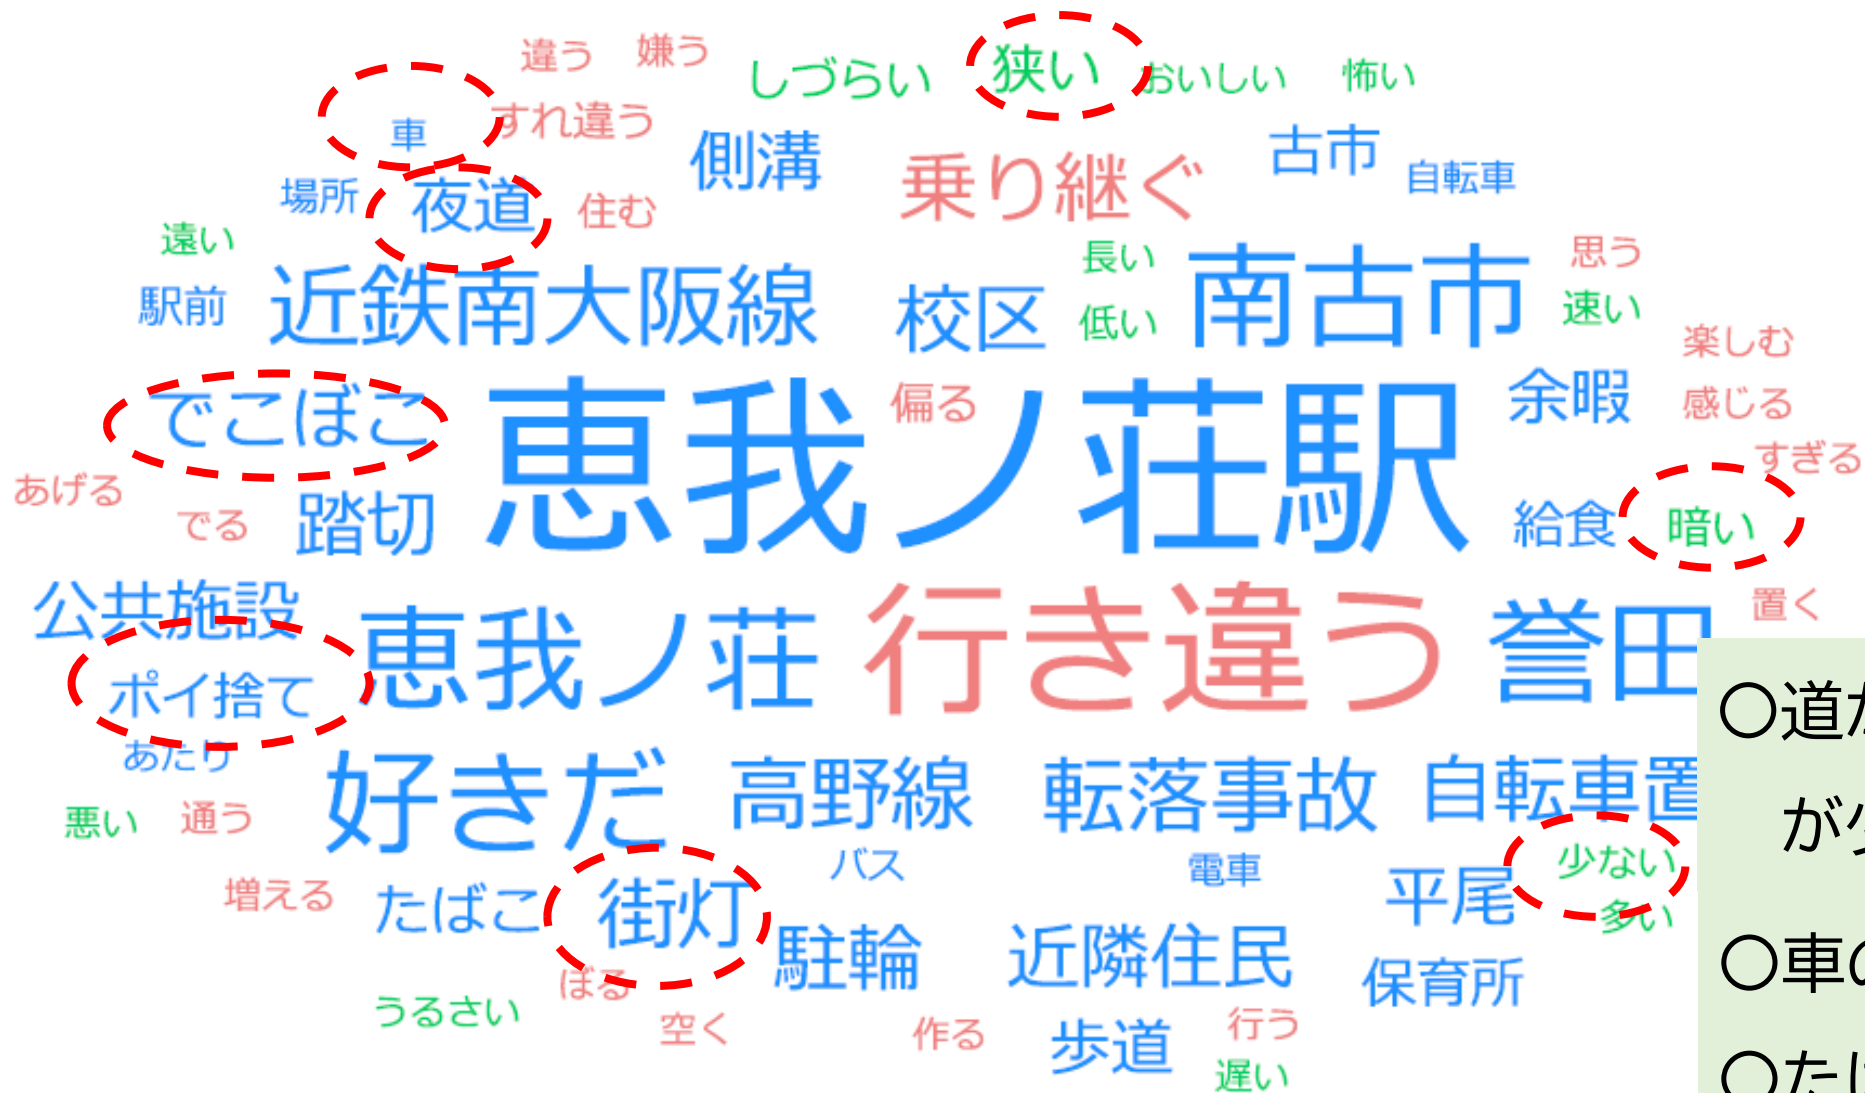 違う 嫌う しづらい 狭い おいしい 怖い
車 すれ違う 側溝 乗り継ぐ 古市 自転車
場所 夜道 住む
遠い 長い 南古市 思う
駅前 近鉄南大阪線 校区 低い 速い
楽しむ
でこぼこ 恵我ノ荘駅 偏る 余暇 感じる
すぎる
あげる でる 踏切 給食 暗い
公共施設 恵我ノ荘 行き違う 誉田 置く
ポイ捨て
あたり
好きだ 高野線 転落事故 自転車置
悪い 通う
バス 電車 少ない
増える たばこ 街灯 平尾 多い
駐輪 近隣住民 保育所
うるさい ぼる
空く 作る 歩道 行う
遅い
〇道
が
〇車の
〇た